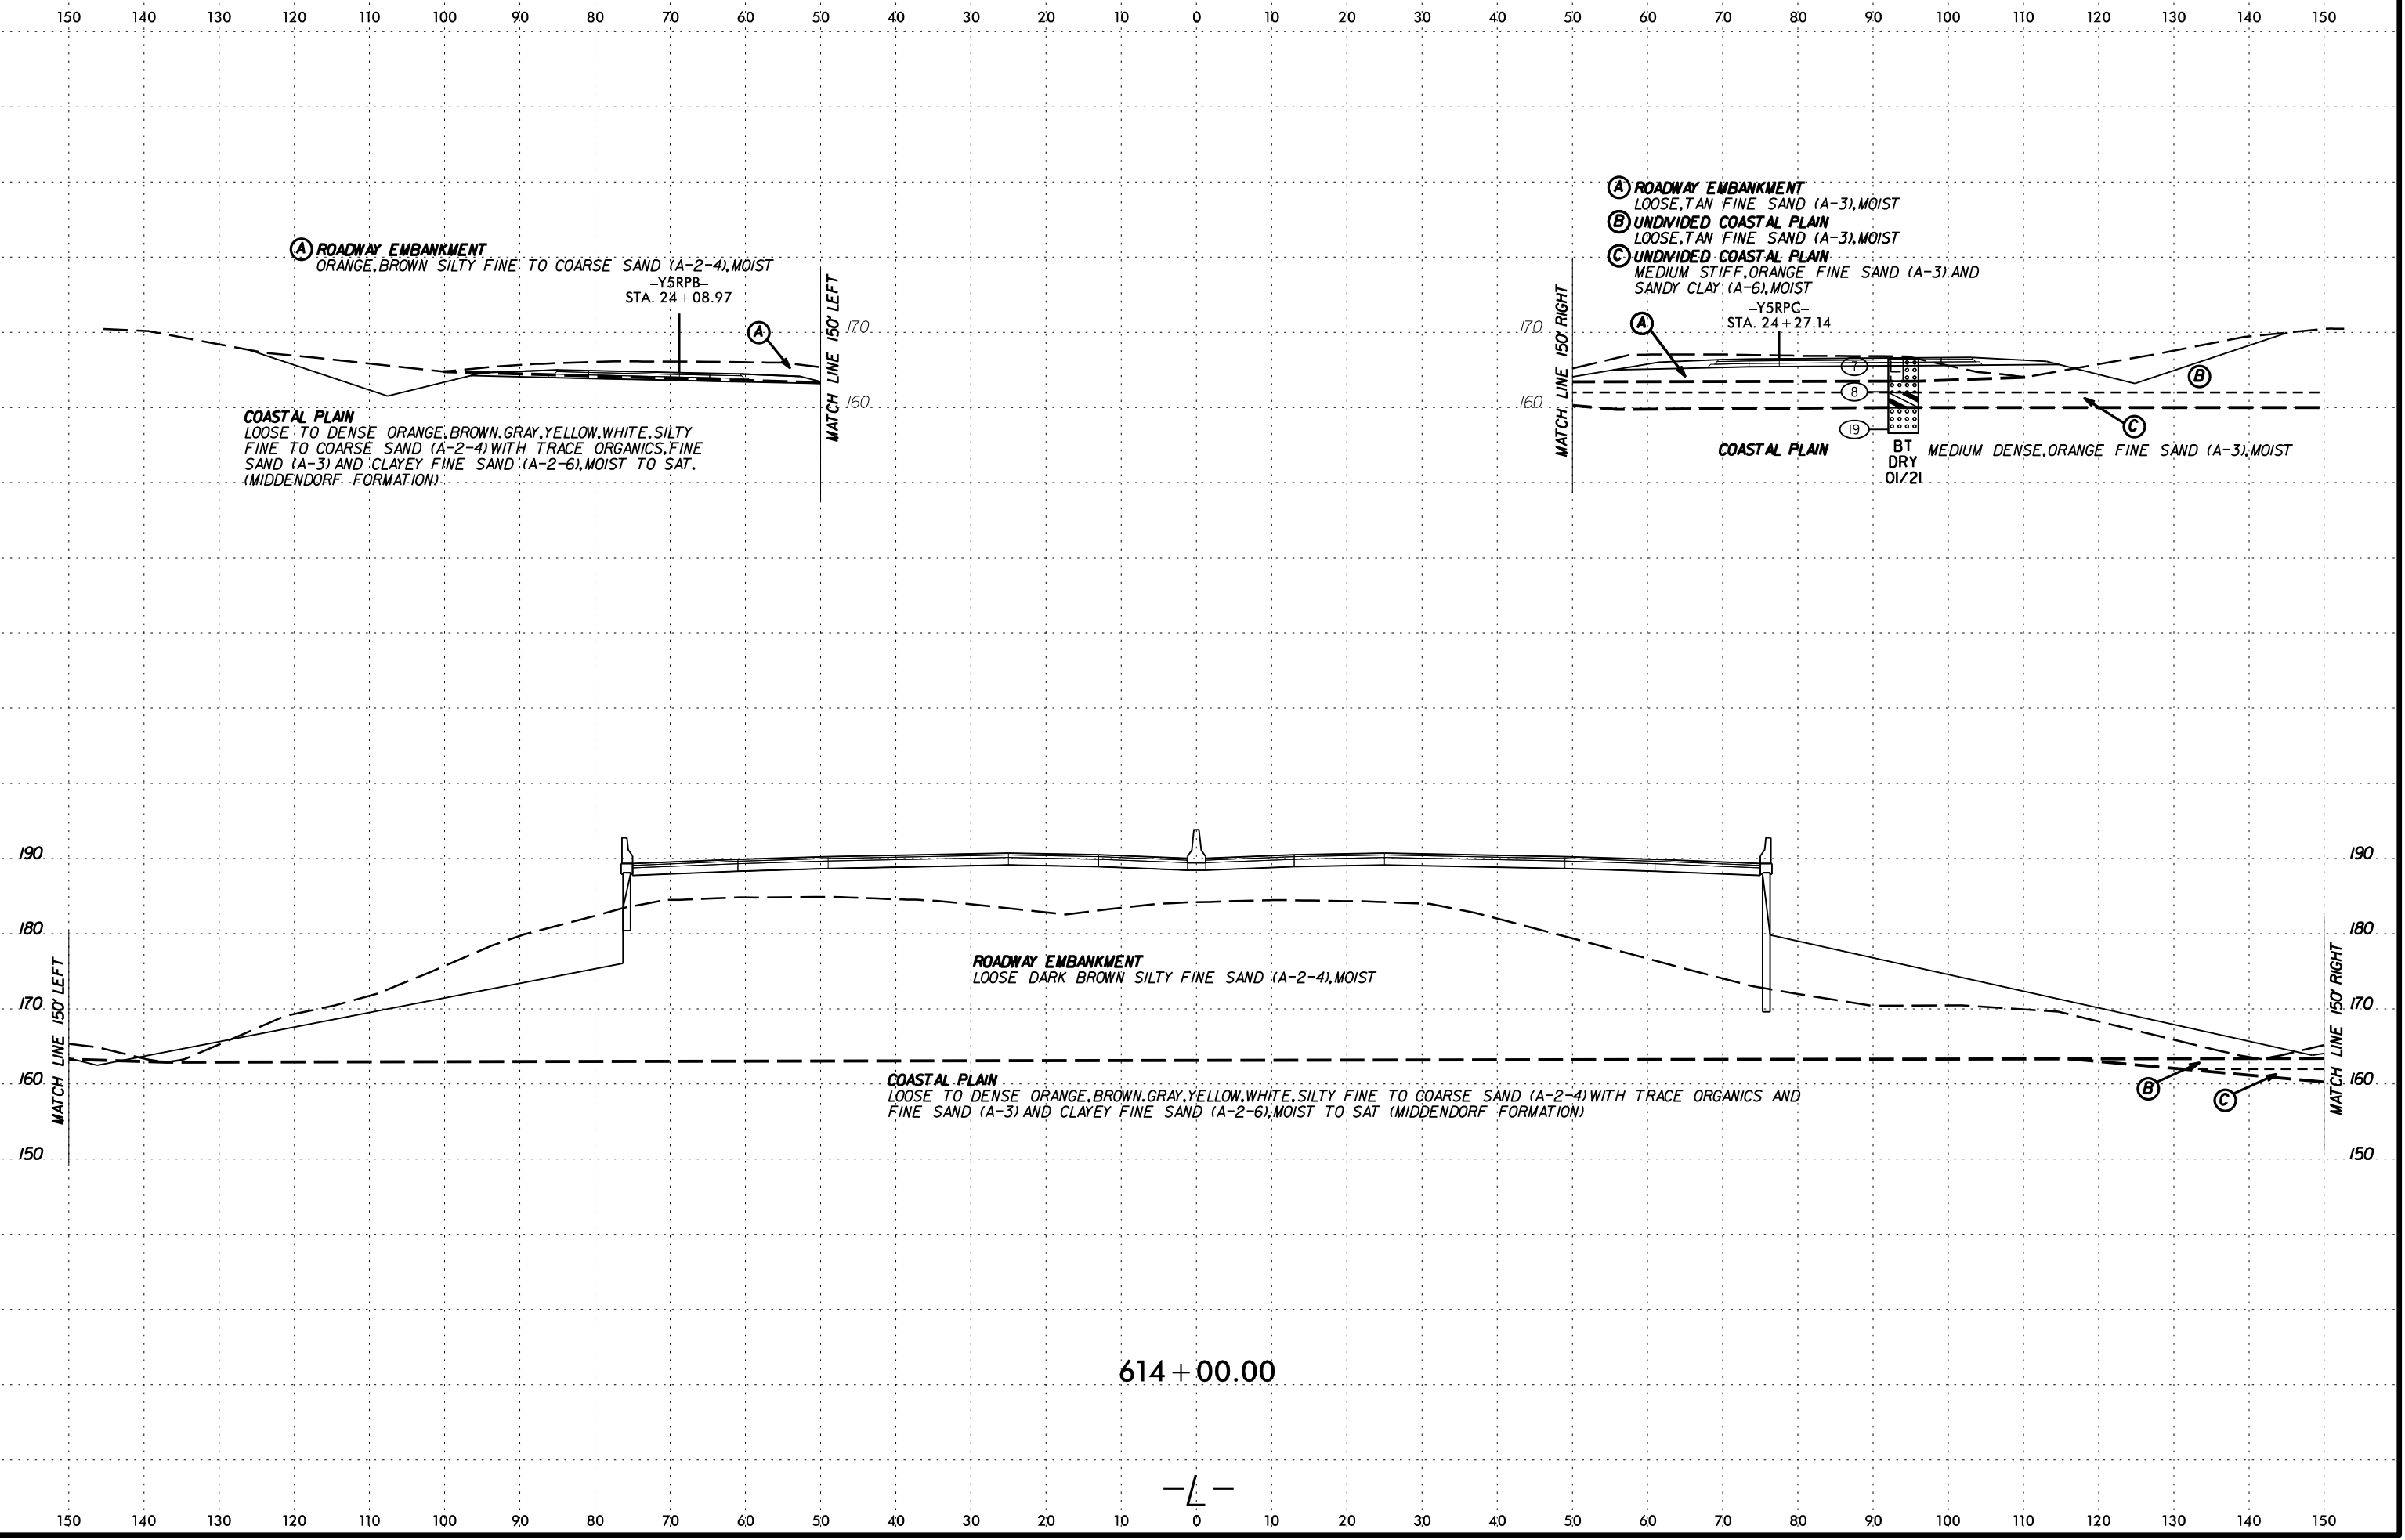 150 140 130 120 110 100 90 80 70 60 50 40 30 20 10 0 10 20 30 40 50 60 70 80 90 100 110 120 130 140 150
A ROADWAY EMBANKMENT
ORANGE,BROWN SILTY FINE TO COARSE SAND (A-2-4),MOIST
-Y5RPB-
STA. 24+08.97
A
MATCH LINE 150' LEFT
170
160
COASTAL PLAIN
LOOSE TO DENSE ORANGE,BROWN,GRAY,YELLOW,WHITE,SILTY
FINE TO COARSE SAND (A-2-4) WITH TRACE ORGANICS,FINE
SAND (A-3) AND CLAYEY FINE SAND (A-2-6),MOIST TO SAT.
(MIDDENDORF FORMATION)
A ROADWAY EMBANKMENT
LOOSE,TAN FINE SAND (A-3),MOIST
B UNDIVIDED COASTAL PLAIN
LOOSE,TAN FINE SAND (A-3),MOIST
C UNDIVIDED COASTAL PLAIN
MEDIUM STIFF,ORANGE FINE SAND (A-3) AND
SANDY CLAY (A-6),MOIST
-Y5RPC-
STA. 24+27.14
A
170
160
MATCH LINE 150' RIGHT
7
8
19
B
C
COASTAL PLAIN MEDIUM DENSE,ORANGE FINE SAND (A-3),MOIST
BT
DRY
01/21
190
180
170
160
150
MATCH LINE 150' LEFT
ROADWAY EMBANKMENT
LOOSE DARK BROWN SILTY FINE SAND (A-2-4),MOIST
COASTAL PLAIN
LOOSE TO DENSE ORANGE,BROWN,GRAY,YELLOW,WHITE,SILTY FINE TO COARSE SAND (A-2-4) WITH TRACE ORGANICS AND
FINE SAND (A-3) AND CLAYEY FINE SAND (A-2-6),MOIST TO SAT (MIDDENDORF FORMATION)
B
C
MATCH LINE 150' RIGHT
190
180
170
160
150
614+00.00
-L-
150 140 130 120 110 100 90 80 70 60 50 40 30 20 10 0 10 20 30 40 50 60 70 80 90 100 110 120 130 140 150